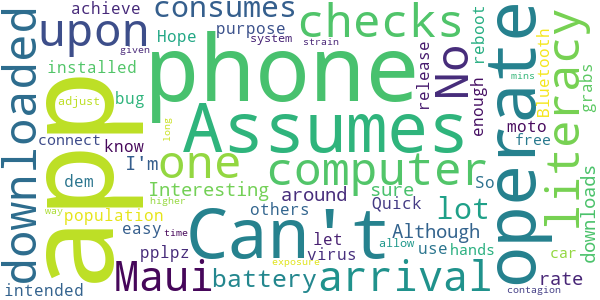 achieve
consumes
checks
downloaded
upon
Hope
purpose
system
given
strain
installed
phone
release
No
reboot
mins
literacy
Bluetooth
grabs
adjust
bug
app
Assumes
enough
operate
connect
know
long
I'm
one
computer
moto
free
dem
Interesting
around
sure
So
downloads
population
others
Quick
lot
easy
time
Can't
Although
car
way
pplpz
let
use
hands
higher
virus
allow
intended
Maui
battery
arrival
rate
exposure
contagion